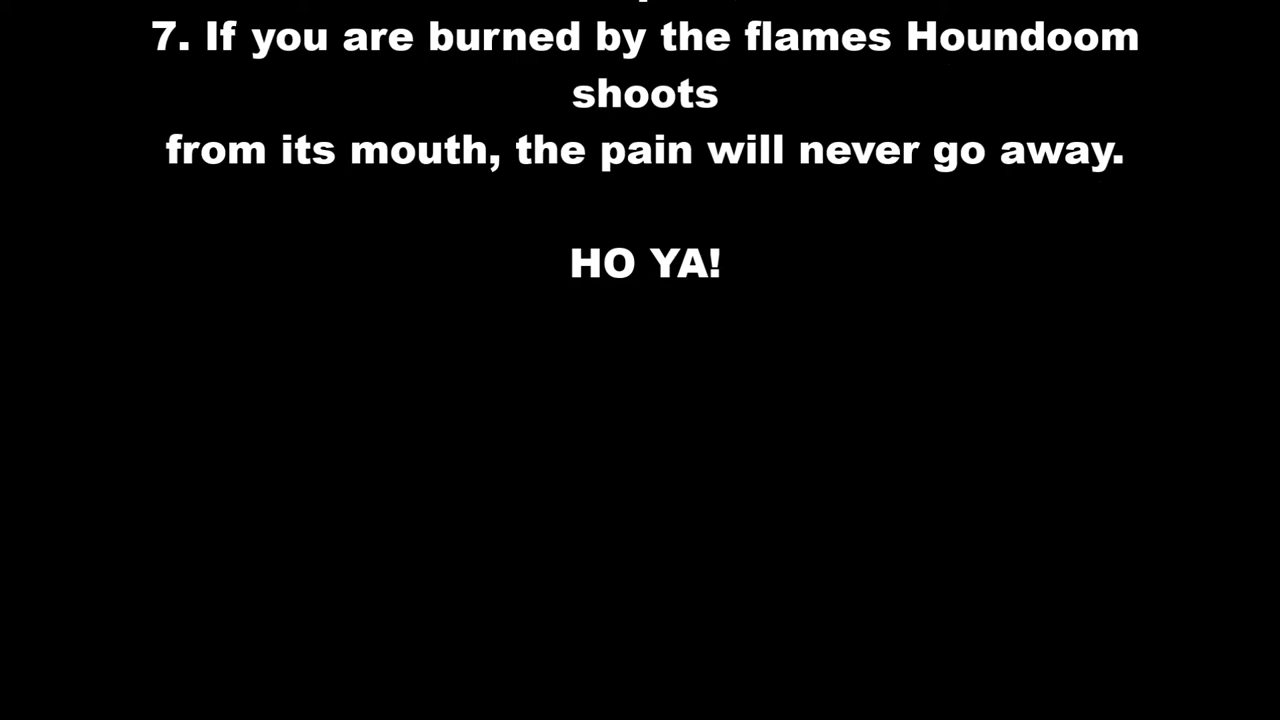 7. If you are burned by the flames Houndoom
shoots
from its mouth, the pain will never go away.
HO YA!